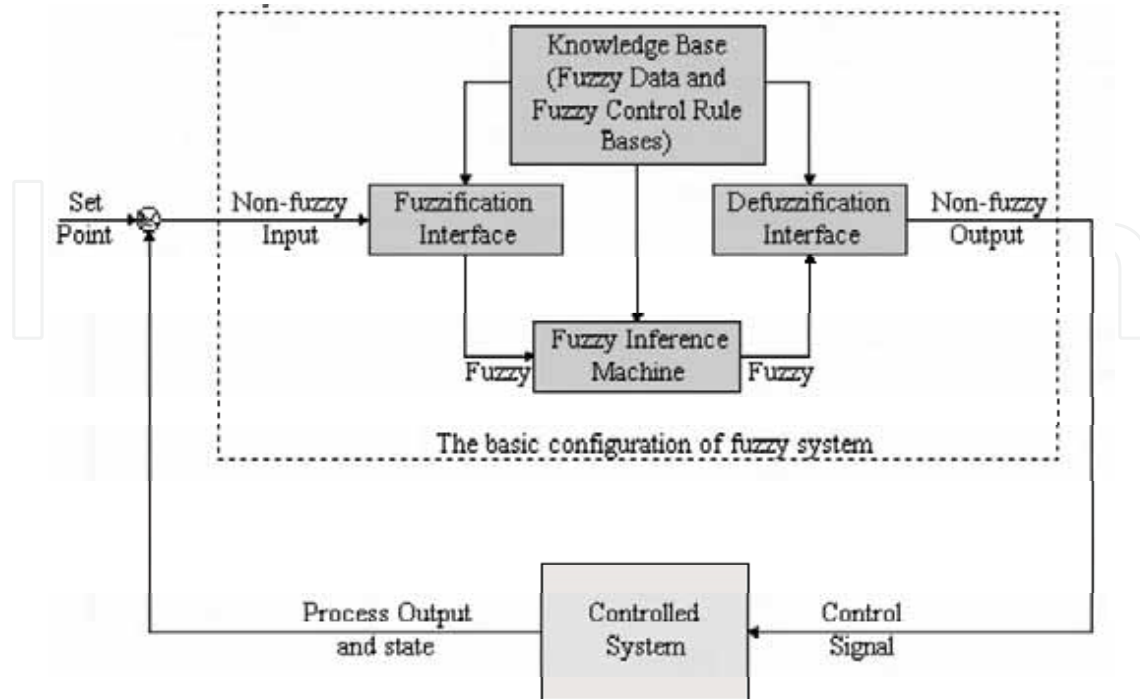 Knowledge Base
(Fuzzy Data and
Fuzzy Control Rule
Bases)
Set
Point
Non-fuzzy
Input
Fuzzification
Interface
Defuzzification
Interface
Non-fuzzy
Output
Fuzzy Inference
Machine
Fuzzy
Fuzzy
The basic configuration of fuzzy system
Process Output
and state
Controlled
System
Control
Signal